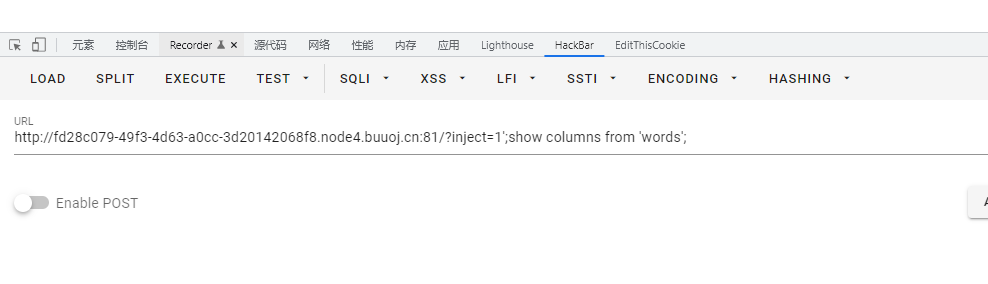 元素 控制台 Recorder 源代码 网络 性能 内存 应用 Lighthouse HackBar EditThisCookie
LOAD SPLIT EXECUTE TEST SQLI XSS LFI SSTI ENCODING HASHING
URL
http://fd28c079-49f3-4d63-a0cc-3d20142068f8.node4.buuoj.cn:81/?inject=1';show columns from 'words';
Enable POST